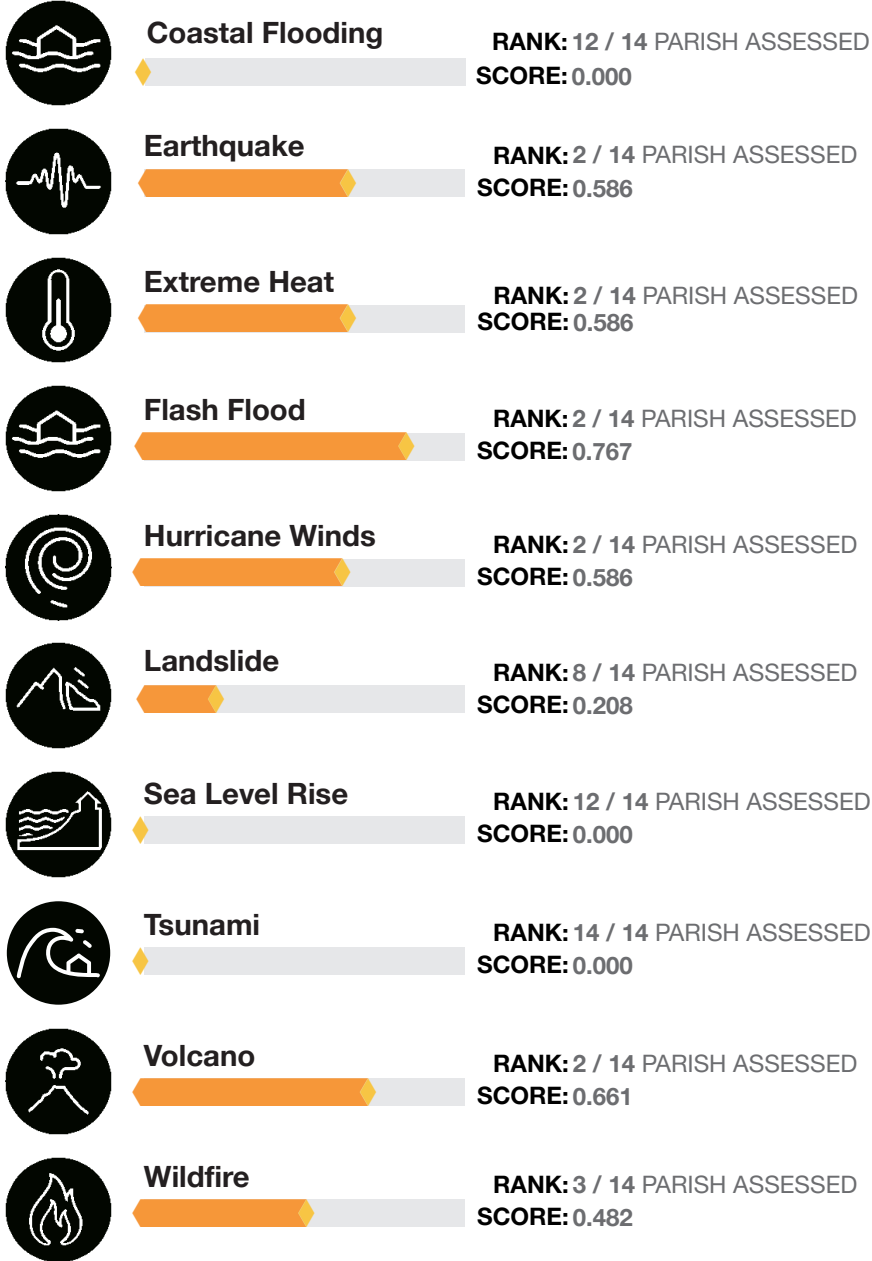 Coastal Flooding
RANK: 12 / 14 PARISH ASSESSED
SCORE: 0.000
Earthquake
RANK: 2 / 14 PARISH ASSESSED
SCORE: 0.586
Extreme Heat
RANK: 2 / 14 PARISH ASSESSED
SCORE: 0.586
Flash Flood
RANK: 2 / 14 PARISH ASSESSED
SCORE: 0.767
Hurricane Winds
RANK: 2 / 14 PARISH ASSESSED
SCORE: 0.586
Landslide
RANK: 8 / 14 PARISH ASSESSED
SCORE: 0.208
Sea Level Rise
RANK: 12 / 14 PARISH ASSESSED
SCORE: 0.000
Tsunami
RANK: 14 / 14 PARISH ASSESSED
SCORE: 0.000
Volcano
RANK: 2 / 14 PARISH ASSESSED
SCORE: 0.661
Wildfire
RANK: 3 / 14 PARISH ASSESSED
SCORE: 0.482